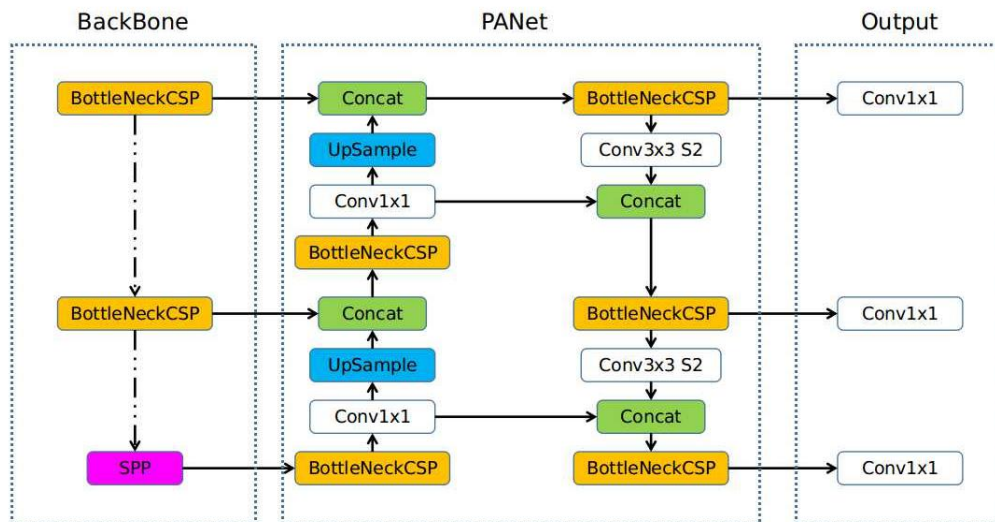 BackBone
PANet
Output
BottleNeckCSP
Concat
BottleNeckCSP
Conv1x1
UpSample
Conv3x3 S2
Conv1x1
Concat
BottleNeckCSP
BottleNeckCSP
Concat
BottleNeckCSP
Conv1x1
UpSample
Conv3x3 S2
Conv1x1
Concat
SPP
BottleNeckCSP
BottleNeckCSP
Conv1x1